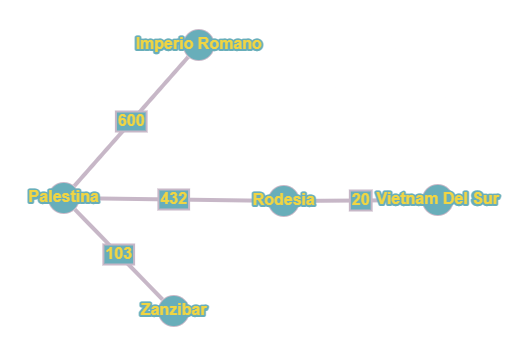 Imperio Romano
600
Palestina
432
Rodesia
20
Vietnam Del Sur
103
Zanzibar